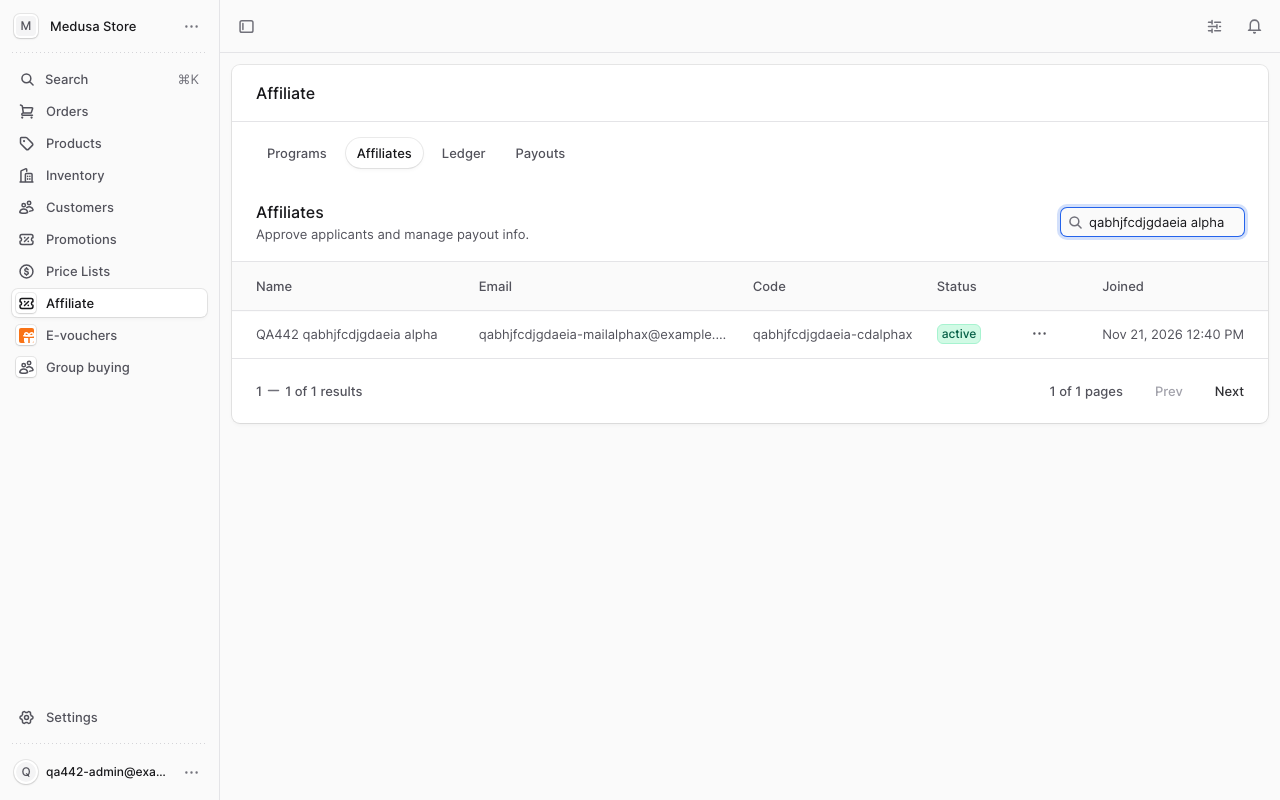 M Medusa Store
Search ⌘K
Orders
Products
Inventory
Customers
Promotions
Price Lists
Affiliate
E-vouchers
Group buying
Settings
Q qa442-admin@exa...
Affiliate
Programs Affiliates Ledger Payouts
Affiliates
Approve applicants and manage payout info.
qabhjfcdjgdaeia alpha
Name Email Code Status Joined
QA442 qabhjfcdjgdaeia alpha qabhjfcdjgdaeia-mailalphax@example.... qabhjfcdjgdaeia-cdalphax active Nov 21, 2026 12:40 PM
1 — 1 of 1 results 1 of 1 pages Prev Next